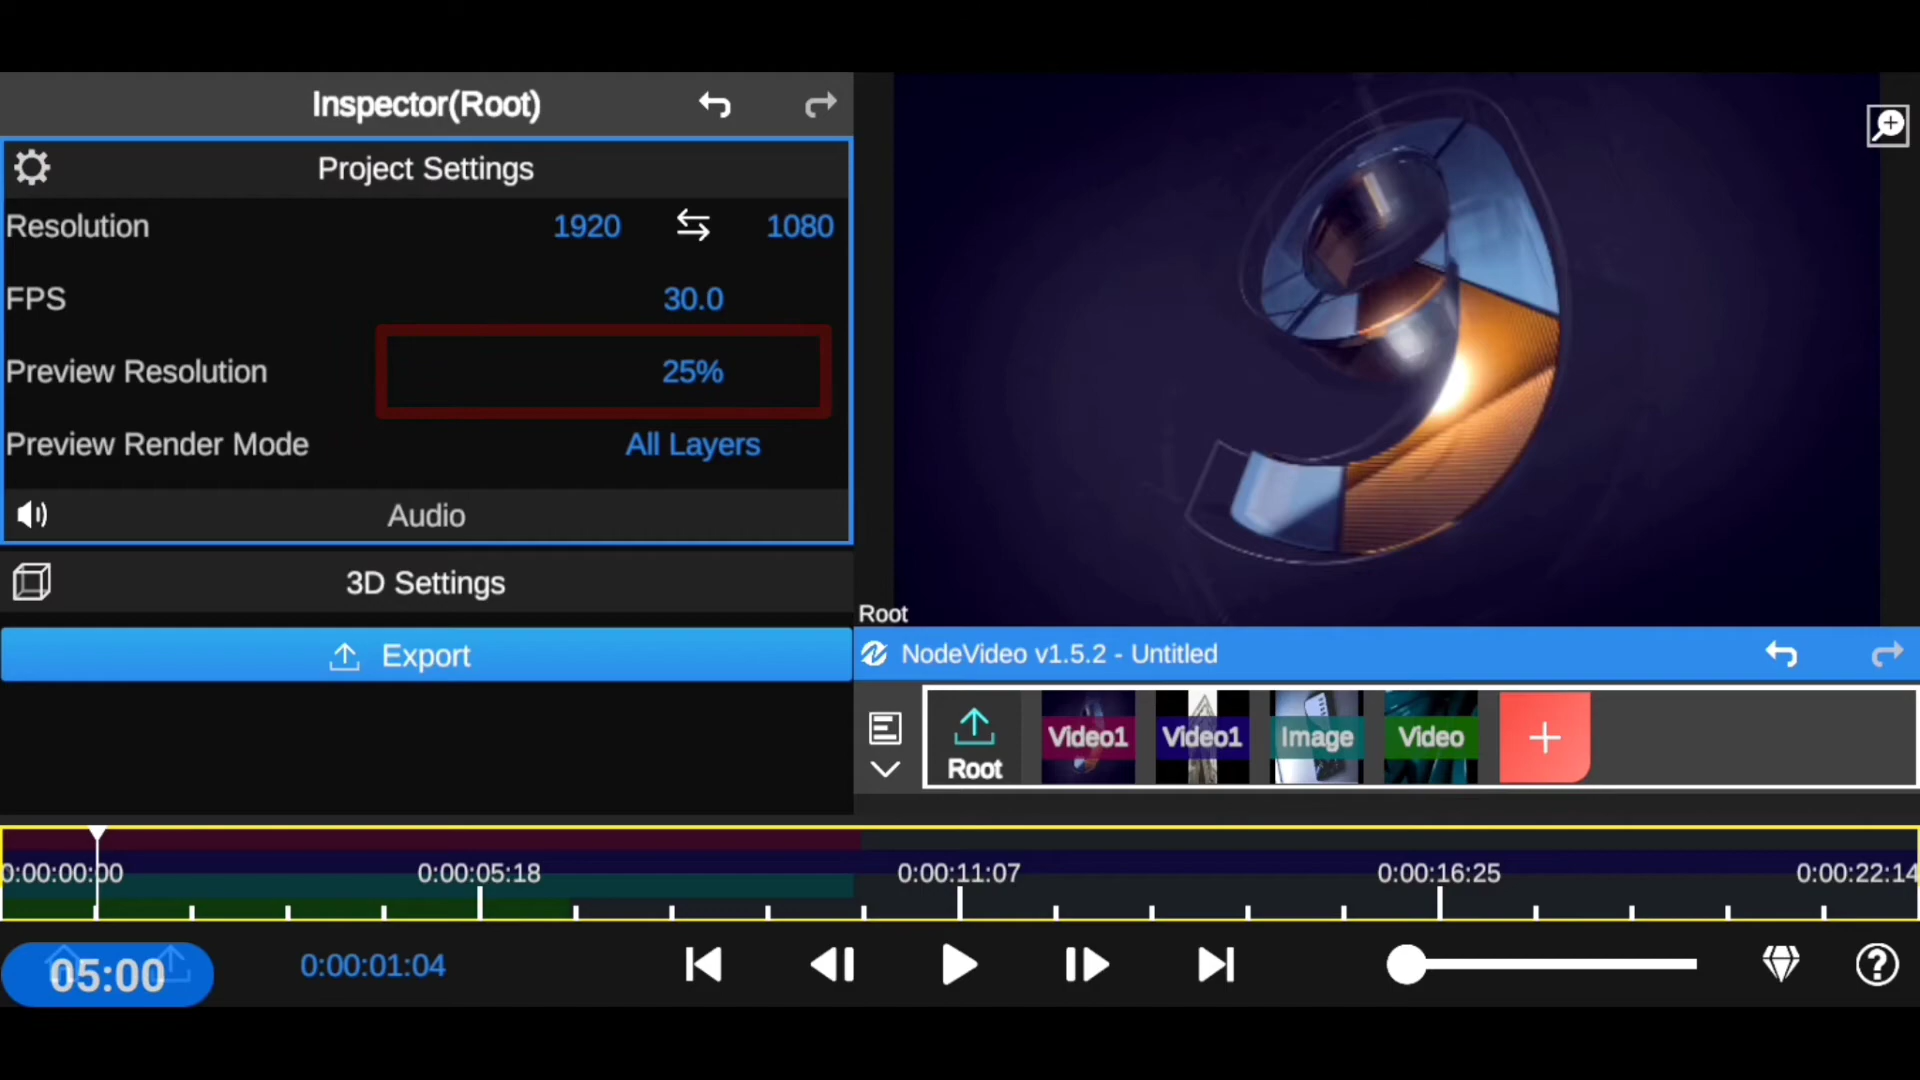 Inspector(Root)
Project Settings
Resolution 1920 1080
FPS 30.0
Preview Resolution 25%
Preview Render Mode All Layers
Audio
3D Settings
Export
Root
NodeVideo v1.5.2 - Untitled
Root Video1 Video1 Image Video +
0:00:00:00 0:00:05:18 0:00:11:07 0:00:16:25 0:00:22:14
05:00 0:00:01:04 ?